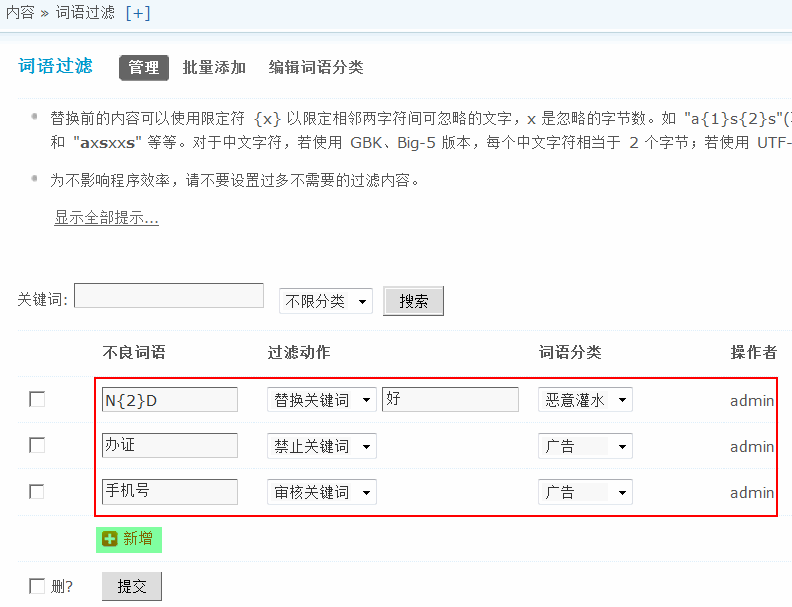 内容 » 词语过滤 [+]
词语过滤 管理 批量添加 编辑词语分类
替换前的内容可以使用限定符 {x} 以限定相邻两字符间可忽略的文字，x 是忽略的字节数。如 "a{1}s{2}s"(
和 "axsxxs" 等等。对于中文字符，若使用 GBK、Big-5 版本，每个中文字符相当于 2 个字节；若使用 UTF-
为不影响程序效率，请不要设置过多不需要的过滤内容。
显示全部提示...
关键词: 不限分类 搜索
不良词语 过滤动作 词语分类 操作者
N{2}D 替换关键词 好 恶意灌水 admin
办证 禁止关键词 广告 admin
手机号 审核关键词 广告 admin
新增
删? 提交